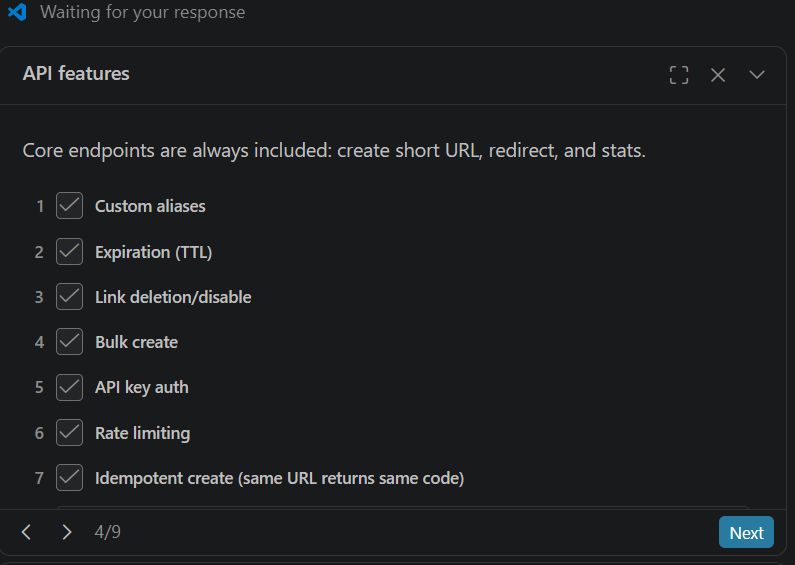 Waiting for your response
API features
Core endpoints are always included: create short URL, redirect, and stats.
1 Custom aliases
2 Expiration (TTL)
3 Link deletion/disable
4 Bulk create
5 API key auth
6 Rate limiting
7 Idempotent create (same URL returns same code)
4/9 Next